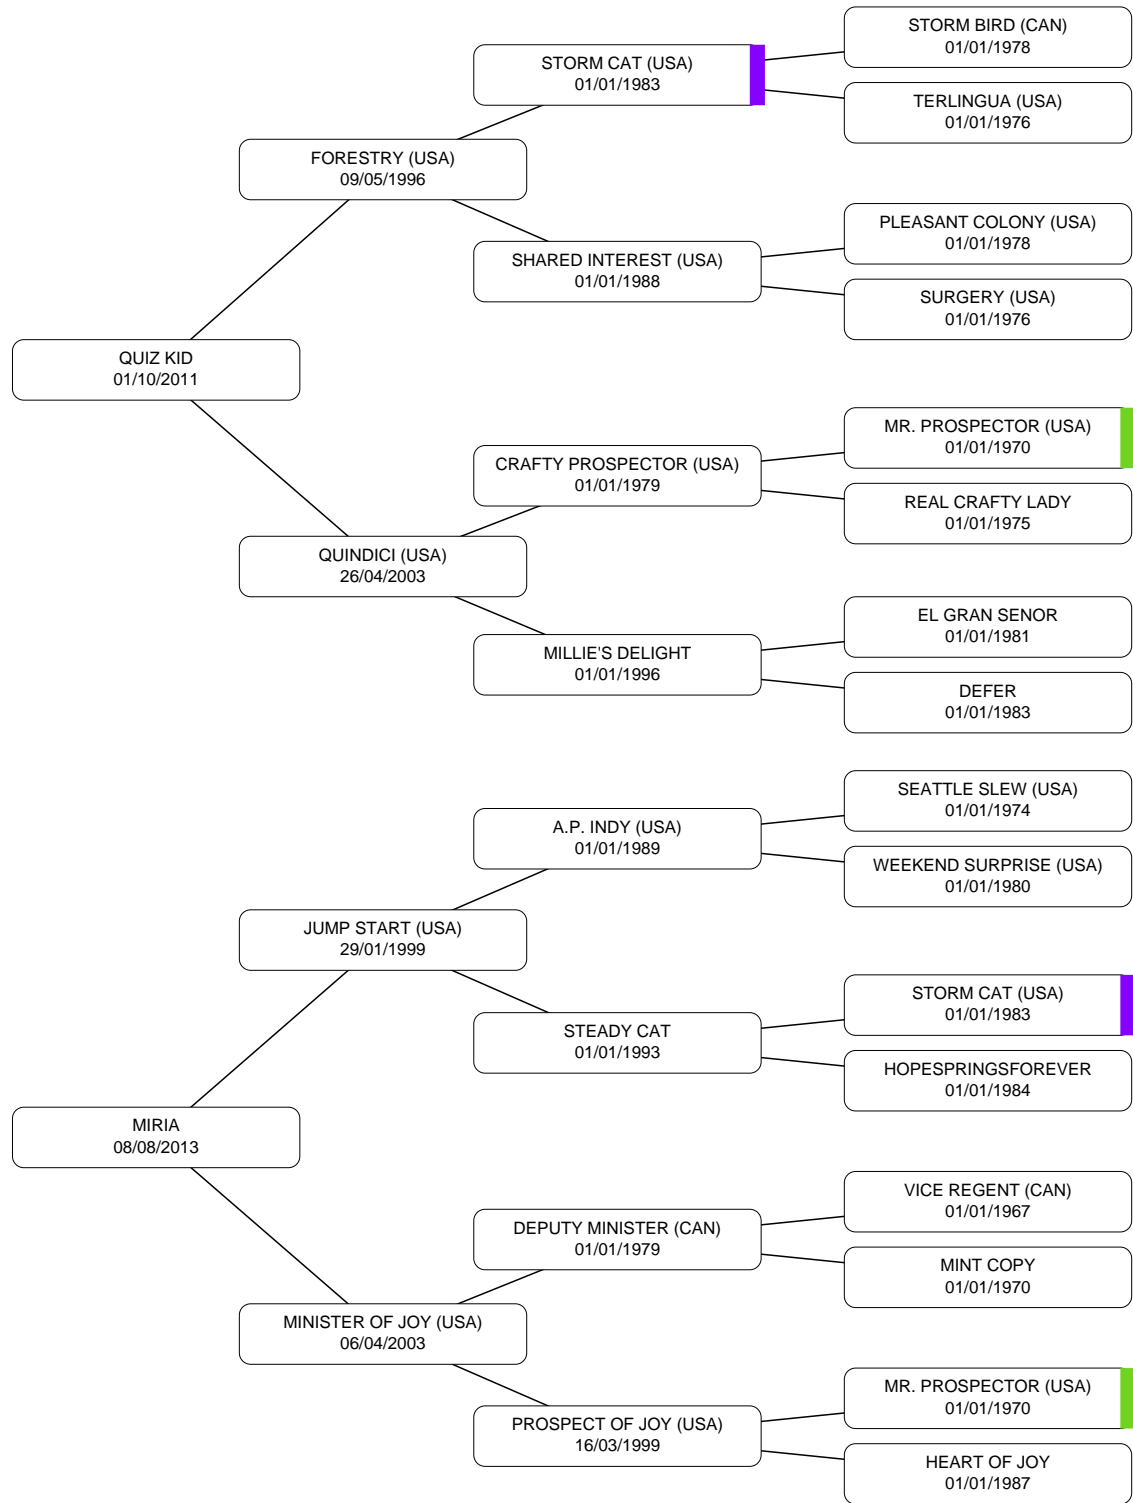 STORM BIRD (CAN)
01/01/1978
STORM CAT (USA)
01/01/1983
TERLINGUA (USA)
01/01/1976
FORESTRY (USA)
09/05/1996
PLEASANT COLONY (USA)
01/01/1978
SHARED INTEREST (USA)
01/01/1988
SURGERY (USA)
01/01/1976
QUIZ KID
01/10/2011
MR. PROSPECTOR (USA)
01/01/1970
CRAFTY PROSPECTOR (USA)
01/01/1979
REAL CRAFTY LADY
01/01/1975
QUINDICI (USA)
26/04/2003
EL GRAN SENOR
01/01/1981
MILLIE'S DELIGHT
01/01/1996
DEFER
01/01/1983
SEATTLE SLEW (USA)
01/01/1974
A.P. INDY (USA)
01/01/1989
WEEKEND SURPRISE (USA)
01/01/1980
JUMP START (USA)
29/01/1999
STORM CAT (USA)
01/01/1983
STEADY CAT
01/01/1993
HOPESPRINGSFOREVER
01/01/1984
MIRIA
08/08/2013
VICE REGENT (CAN)
01/01/1967
DEPUTY MINISTER (CAN)
01/01/1979
MINT COPY
01/01/1970
MINISTER OF JOY (USA)
06/04/2003
MR. PROSPECTOR (USA)
01/01/1970
PROSPECT OF JOY (USA)
16/03/1999
HEART OF JOY
01/01/1987